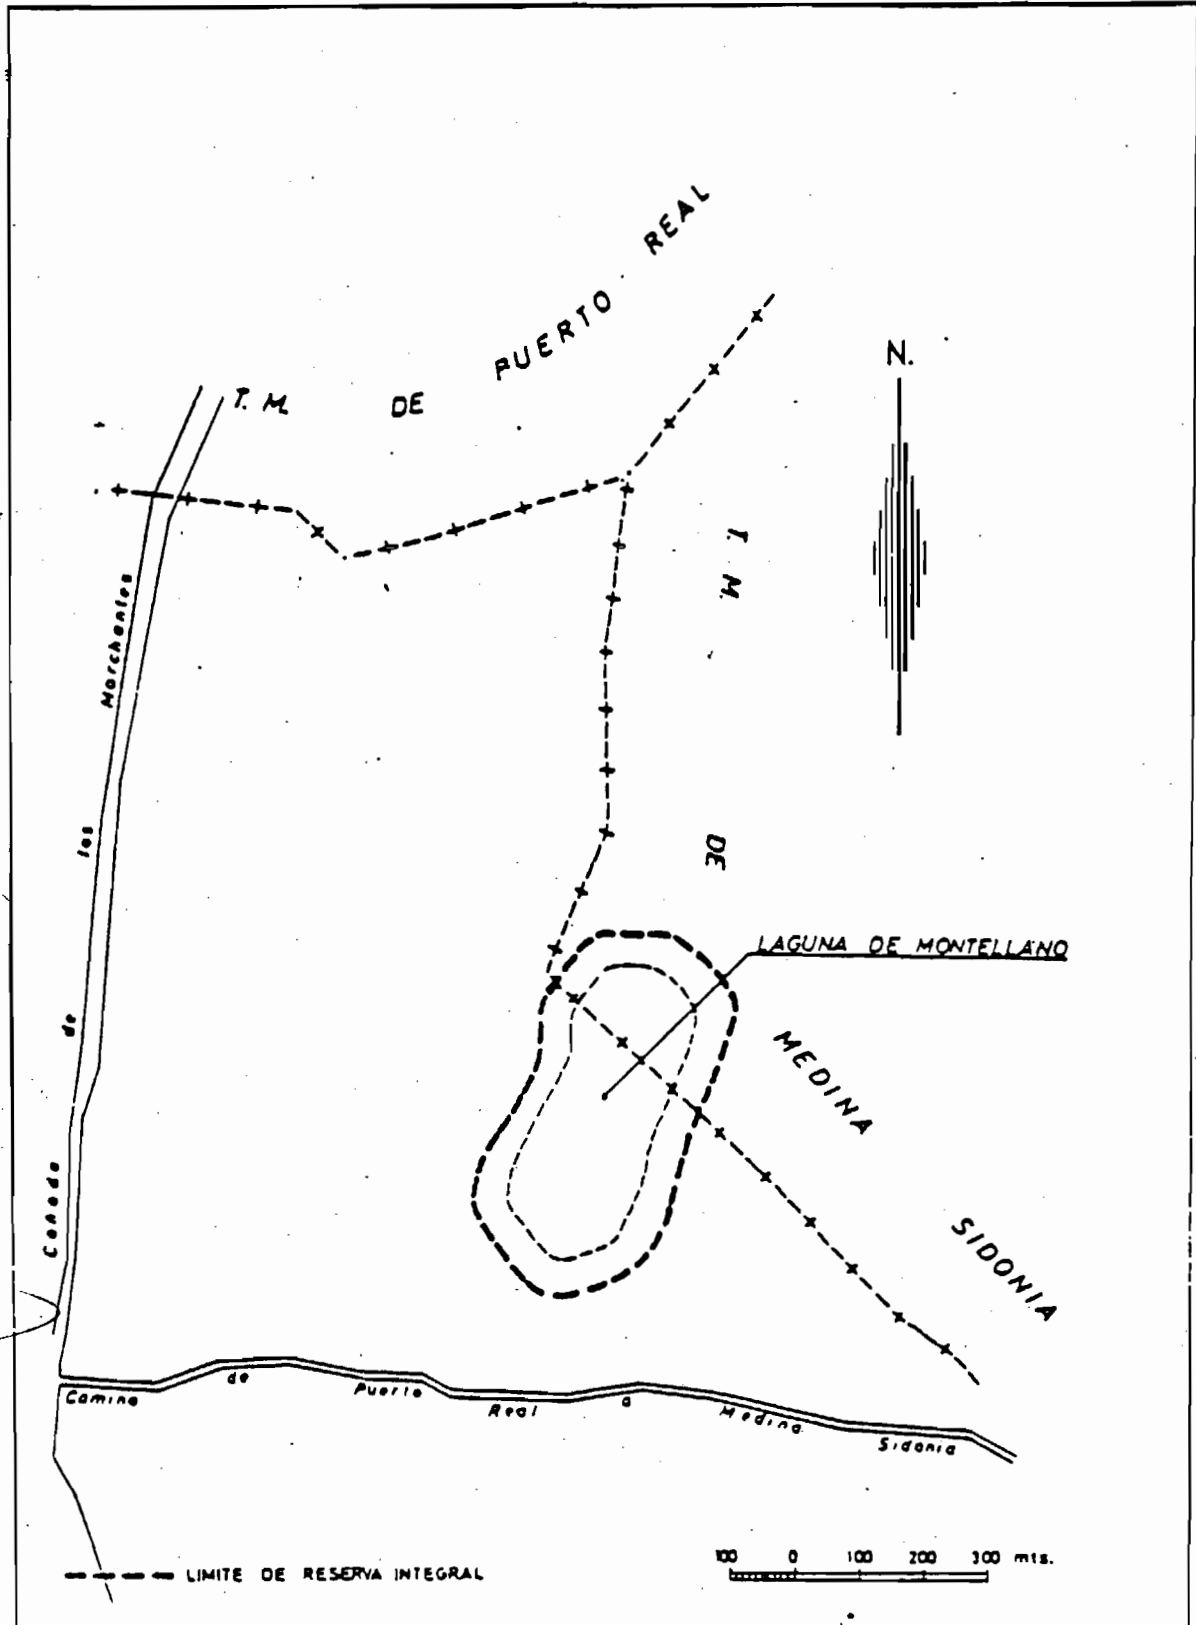 T. M. DE PUERTO REAL
N.
T. M. DE MEDINA SIDONIA
LAGUNA DE MONTELLANO
Cañada de los Marchantes
Camino de Puerto Real a Medina Sidonia
LIMITE DE RESERVA INTEGRAL
100 0 100 200 300 mts.